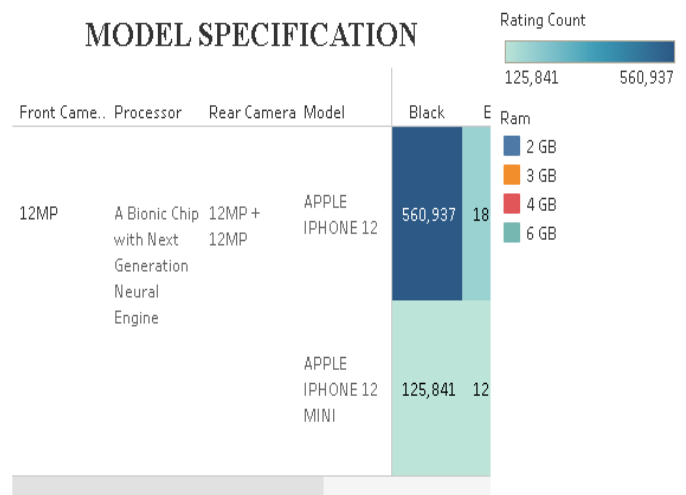 MODEL SPECIFICATION
Rating Count
125,841 560,937
Ram
2 GB
3 GB
4 GB
6 GB
Front Came.. Processor Rear Camera Model Black E
12MP
A Bionic Chip
with Next
Generation
Neural
Engine
12MP +
12MP
APPLE
IPHONE 12
560,937 18
APPLE
IPHONE 12
MINI
125,841 12